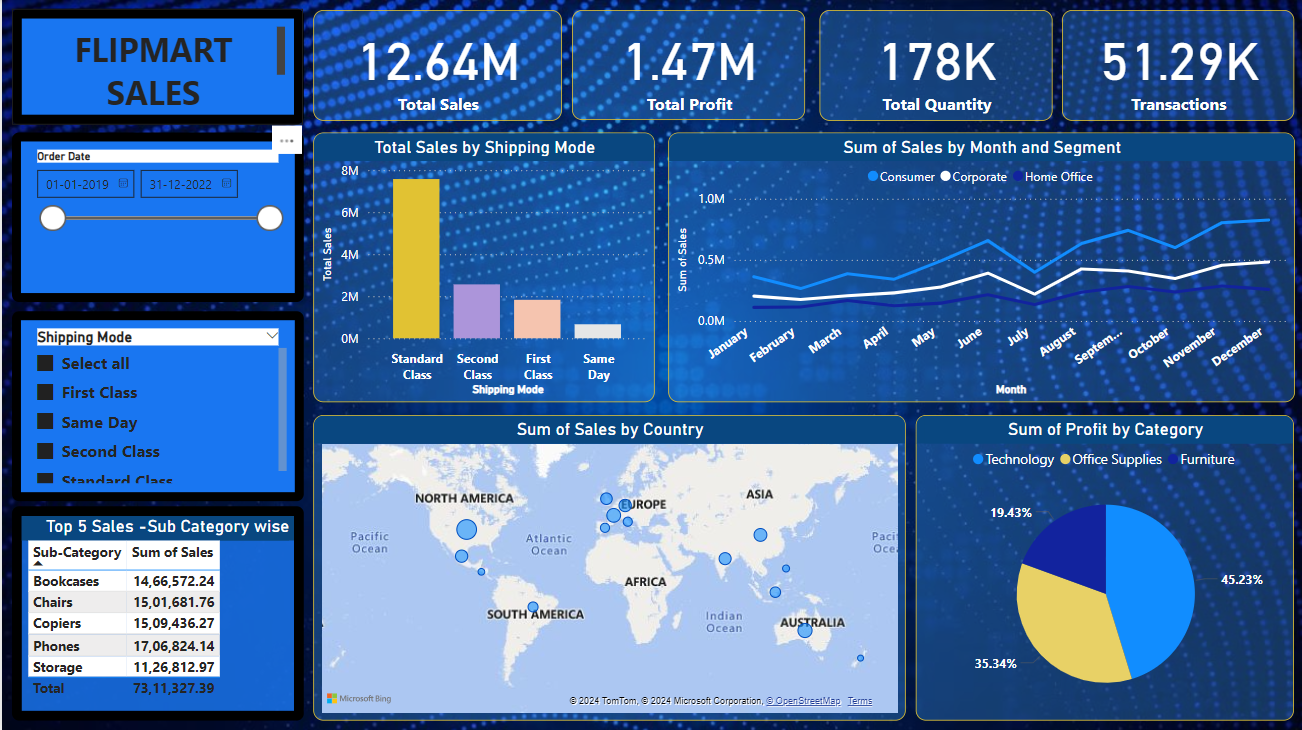 FLIPMART
SALES
12.64M
Total Sales
1.47M
Total Profit
178K
Total Quantity
51.29K
Transactions
Order Date
01-01-2019
31-12-2022
Shipping Mode
Select all
First Class
Same Day
Second Class
Standard Class
Top 5 Sales -Sub Category wise
Sub-Category Sum of Sales
Bookcases 14,66,572.24
Chairs 15,01,681.76
Copiers 15,09,436.27
Phones 17,06,824.14
Storage 11,26,812.97
Total 73,11,327.39
Total Sales by Shipping Mode
Total Sales
8M
6M
4M
2M
0M
Standard Class
Second Class
First Class
Same Day
Shipping Mode
Sum of Sales by Month and Segment
Consumer Corporate Home Office
Sum of Sales
1.0M
0.5M
0.0M
January
February
March
April
May
June
July
August
Septem...
October
November
December
Month
Sum of Sales by Country
NORTH AMERICA
EUROPE
ASIA
Pacific
Ocean
Atlantic
Ocean
Paci
Oce
AFRICA
SOUTH AMERICA
Indian
Ocean
AUSTRALIA
Microsoft Bing
© 2024 TomTom, © 2024 Microsoft Corporation, © OpenStreetMap Terms
Sum of Profit by Category
Technology Office Supplies Furniture
19.43%
45.23%
35.34%